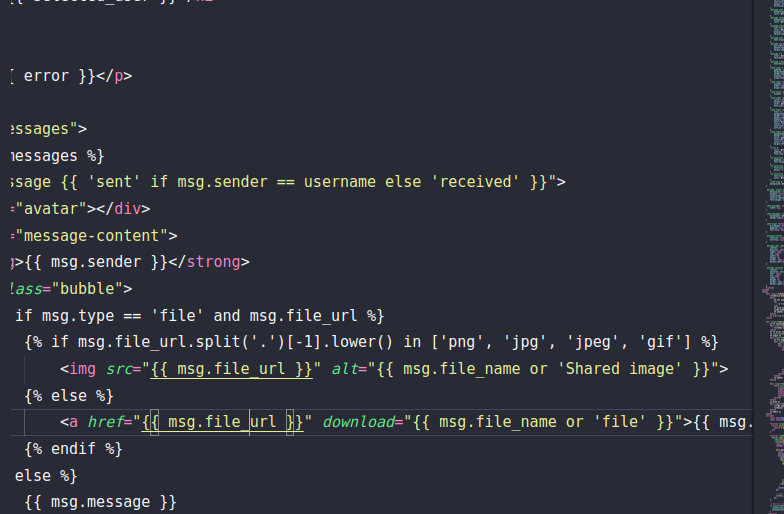 { error }}</p>
essages">
messages %}
ssage {{ 'sent' if msg.sender == username else 'received' }}">
="avatar"></div>
="message-content">
g>{{ msg.sender }}</strong>
lass="bubble">
if msg.type == 'file' and msg.file_url %}
{% if msg.file_url.split('.')[-1].lower() in ['png', 'jpg', 'jpeg', 'gif'] %}
<img src="{{ msg.file_url }}" alt="{{ msg.file_name or 'Shared image' }}">
{% else %}
<a href="{{ msg.file_url }}" download="{{ msg.file_name or 'file' }}">{{ msg.
{% endif %}
else %}
{{ msg.message }}